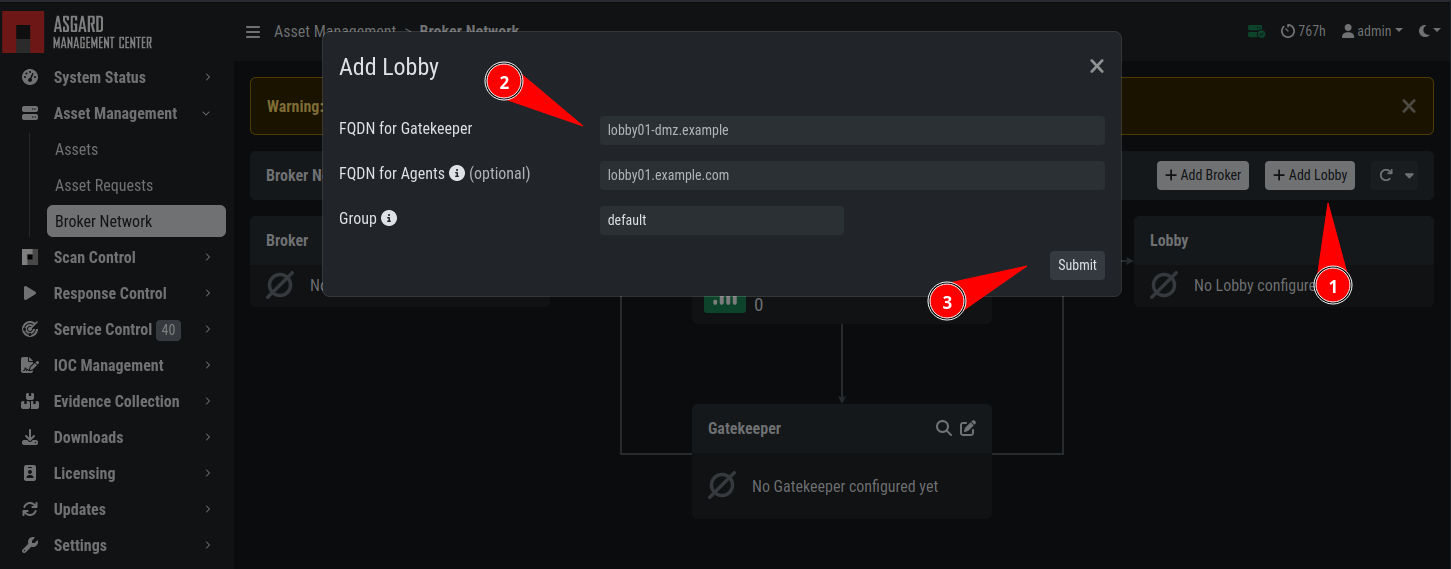 ASGARD
MANAGEMENT CENTER
Asset Management > Broker Network
767h
admin
System Status
Asset Management
Assets
Asset Requests
Broker Network
Scan Control
Response Control
Service Control 40
IOC Management
Evidence Collection
Downloads
Licensing
Updates
Settings
Warning:
Add Lobby
2
FQDN for Gatekeeper
lobby01-dmz.example
FQDN for Agents (optional)
lobby01.example.com
Group
default
Submit
3
Broker N
Add Broker
Add Lobby
1
Broker
No
0
Lobby
No Lobby configure
Gatekeeper
No Gatekeeper configured yet